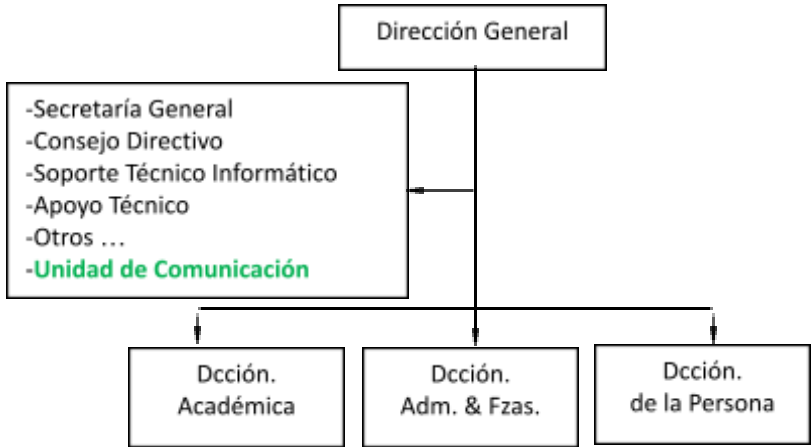 Dirección General
-Secretaría General
-Consejo Directivo
-Soporte Técnico Informático
-Apoyo Técnico
-Otros ...
-Unidad de Comunicación
Dcción.
Académica
Dcción.
Adm. & Fzas.
Dcción.
de la Persona